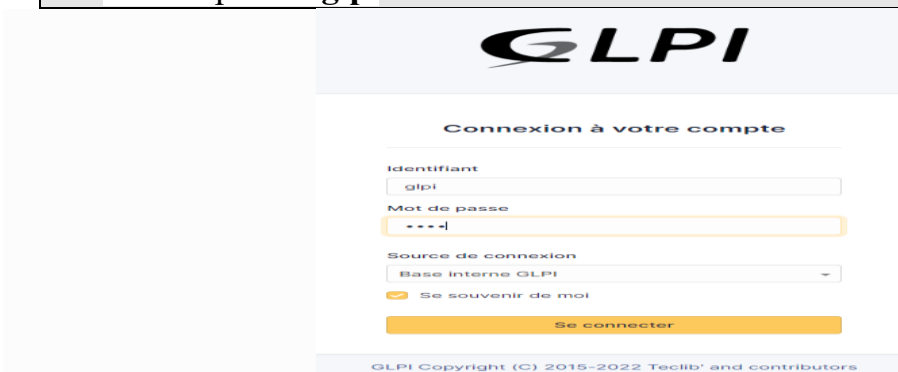 GLPI
Connexion à votre compte
Identifiant
glpi
Mot de passe
••••
Source de connexion
Base interne GLPI
Se souvenir de moi
Se connecter
GLPI Copyright (C) 2015-2022 Teclib' and contributors